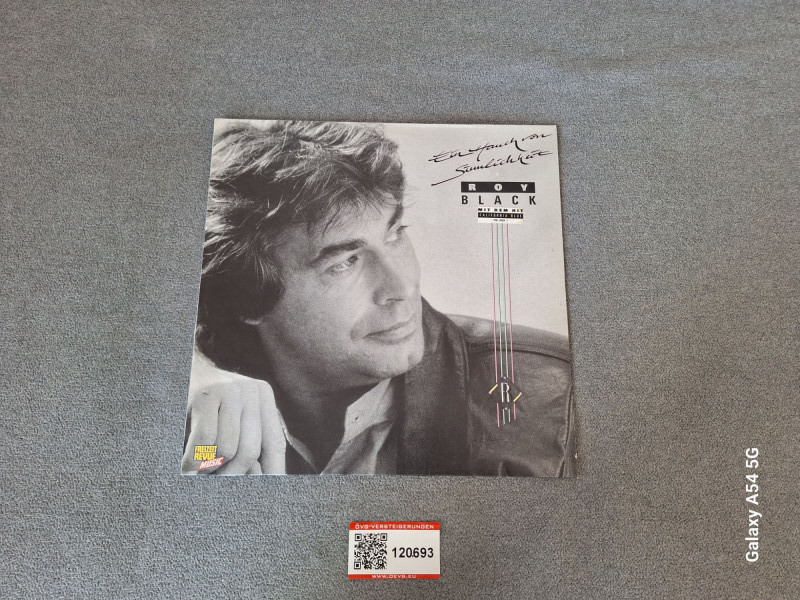 Ein Hauch von
Sinnlichkeit
ROY
BLACK
MIT DEM HIT
CALIFORNIA BLUE
R
FREIZEIT
REVUE
MUSIC
ÖVG-VERSTEIGERUNGEN
120693
WWW.OEVG.EU
Galaxy A54 5G